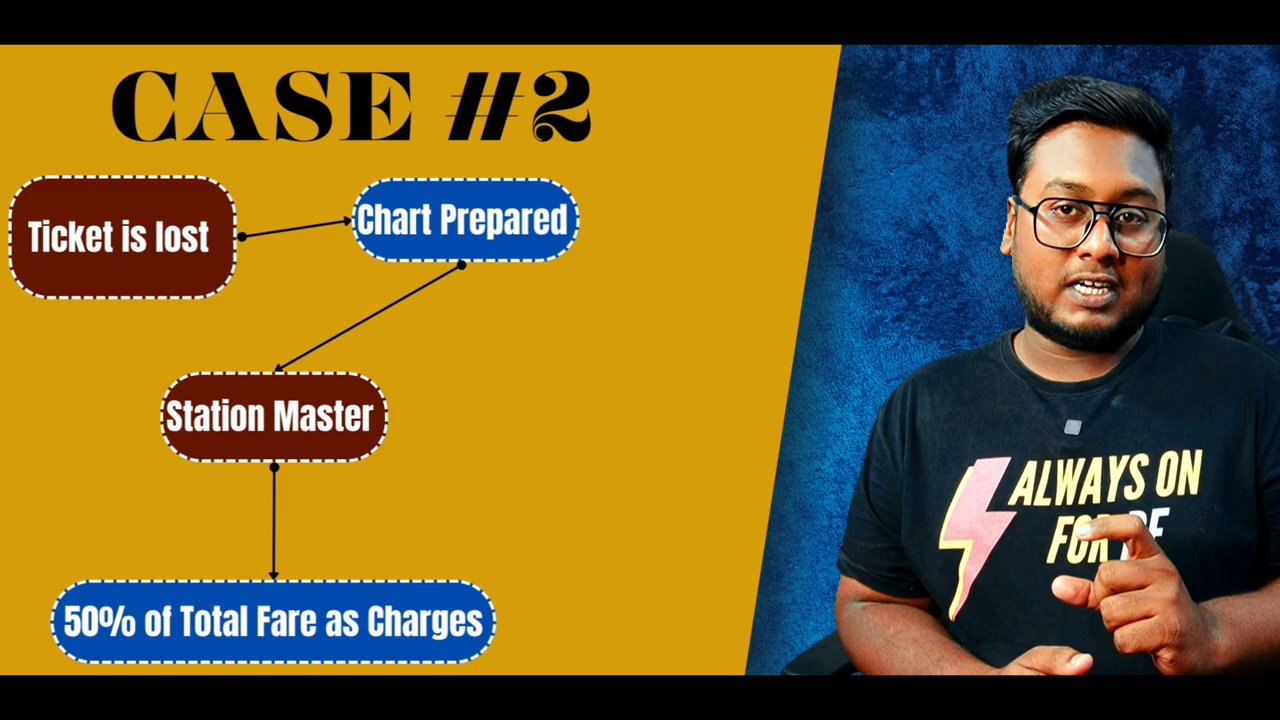 CASE #2
Ticket is lost
Chart Prepared
Station Master
50% of Total Fare as Charges
ALWAYS ON
FOR